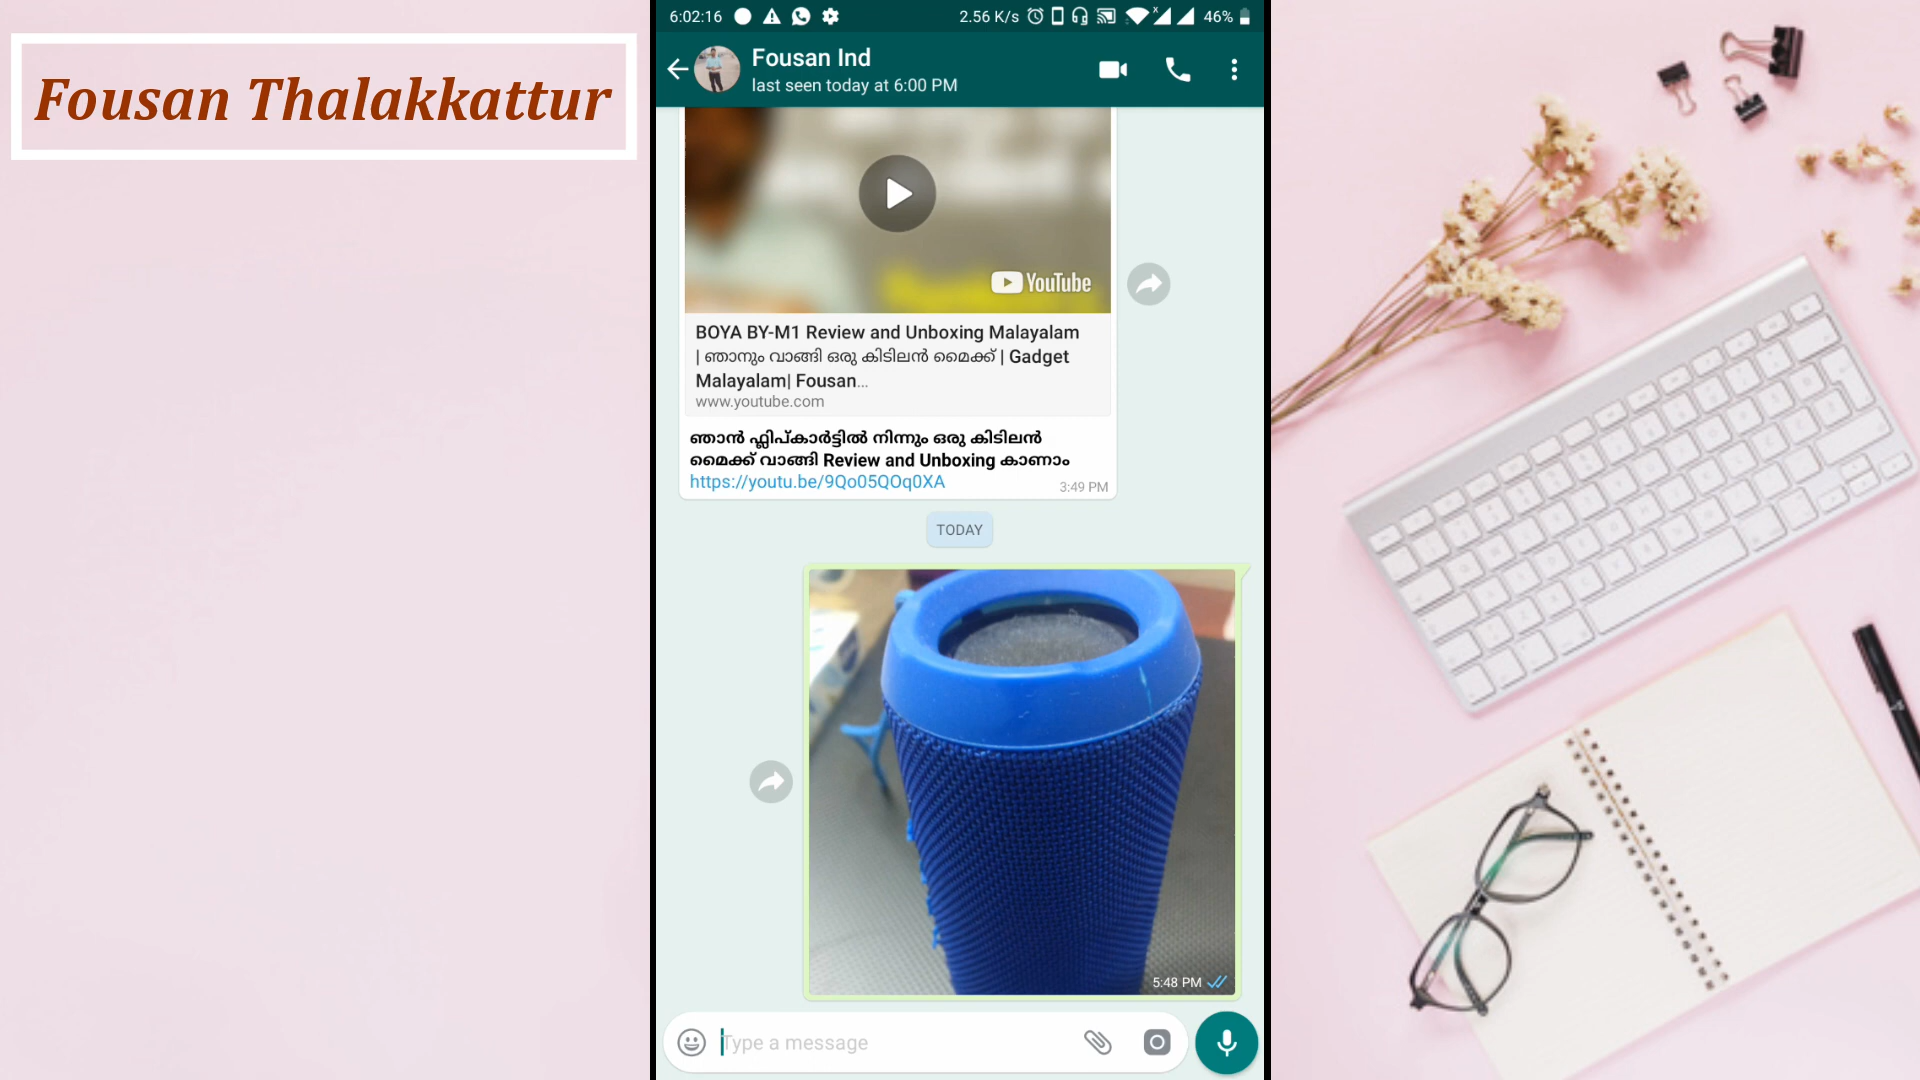 Fousan Thalakkattur
6:02:16
2.56 K/s
46%
Fousan Ind
last seen today at 6:00 PM
YouTube
BOYA BY-M1 Review and Unboxing Malayalam
| ഞാനും വാങ്ങി ഒരു കിടിലൻ മൈക്ക് | Gadget
Malayalam| Fousan...
www.youtube.com
ഞാൻ ഫ്ലിപ്കാർട്ടിൽ നിന്നും ഒരു കിടിലൻ
മൈക്ക് വാങ്ങി Review and Unboxing കാണാം
https://youtu.be/9Qo05QOq0XA
3:49 PM
TODAY
5:48 PM
Type a message